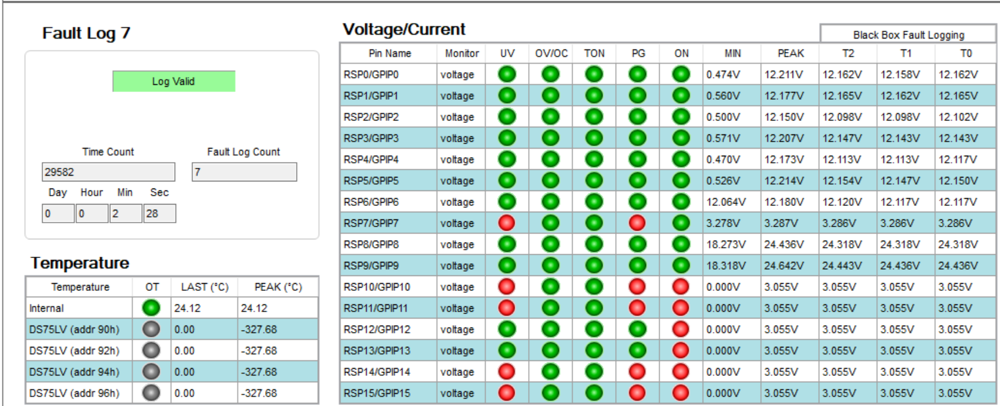 Fault Log 7
Log Valid
Time Count Fault Log Count
29582 7
Day Hour Min Sec
0 0 2 28
Temperature
Temperature OT LAST (°C) PEAK (°C)
Internal 24.12 24.12
DS75LV (addr 90h) 0.00 -327.68
DS75LV (addr 92h) 0.00 -327.68
DS75LV (addr 94h) 0.00 -327.68
DS75LV (addr 96h) 0.00 -327.68
Voltage/Current
Black Box Fault Logging
Pin Name Monitor UV OV/OC TON PG ON MIN PEAK T2 T1 T0
RSP0/GPIP0 voltage 0.474V 12.211V 12.162V 12.158V 12.162V
RSP1/GPIP1 voltage 0.560V 12.177V 12.165V 12.162V 12.165V
RSP2/GPIP2 voltage 0.500V 12.150V 12.098V 12.098V 12.102V
RSP3/GPIP3 voltage 0.571V 12.207V 12.147V 12.143V 12.143V
RSP4/GPIP4 voltage 0.470V 12.173V 12.113V 12.113V 12.117V
RSP5/GPIP5 voltage 0.526V 12.214V 12.154V 12.147V 12.150V
RSP6/GPIP6 voltage 12.064V 12.180V 12.120V 12.117V 12.117V
RSP7/GPIP7 voltage 3.278V 3.287V 3.286V 3.286V 3.286V
RSP8/GPIP8 voltage 18.273V 24.436V 24.318V 24.318V 24.318V
RSP9/GPIP9 voltage 18.318V 24.642V 24.443V 24.436V 24.436V
RSP10/GPIP10 voltage 0.000V 3.055V 3.055V 3.055V 3.055V
RSP11/GPIP11 voltage 0.000V 3.055V 3.055V 3.055V 3.055V
RSP12/GPIP12 voltage 0.000V 3.055V 3.055V 3.055V 3.055V
RSP13/GPIP13 voltage 0.000V 3.055V 3.055V 3.055V 3.055V
RSP14/GPIP14 voltage 0.000V 3.055V 3.055V 3.055V 3.055V
RSP15/GPIP15 voltage 0.000V 3.055V 3.055V 3.055V 3.055V